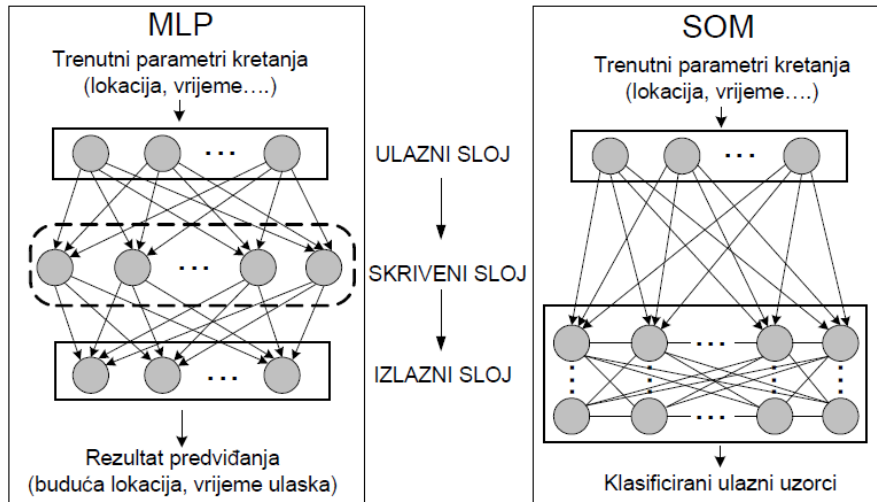 MLP
Trenutni parametri kretanja
(lokacija, vrijeme....)
Rezultat predviđanja
(buduća lokacija, vrijeme ulaska)
ULAZNI SLOJ
SKRIVENI SLOJ
IZLAZNI SLOJ
SOM
Trenutni parametri kretanja
(lokacija, vrijeme....)
Klasificirani ulazni uzorci